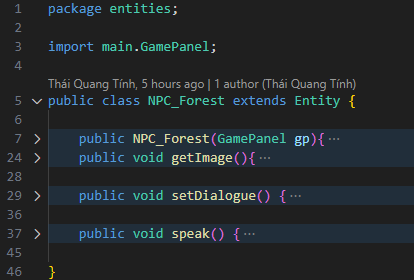 1 package entities;
2
3 import main.GamePanel;
4
Thái Quang Tính, 5 hours ago | 1 author (Thái Quang Tính)
5 public class NPC_Forest extends Entity {
6
7 public NPC_Forest(GamePanel gp){ ···
24 public void getImage(){ ···
28
29 public void setDialogue() { ···
36
37 public void speak() { ···
45
46 }